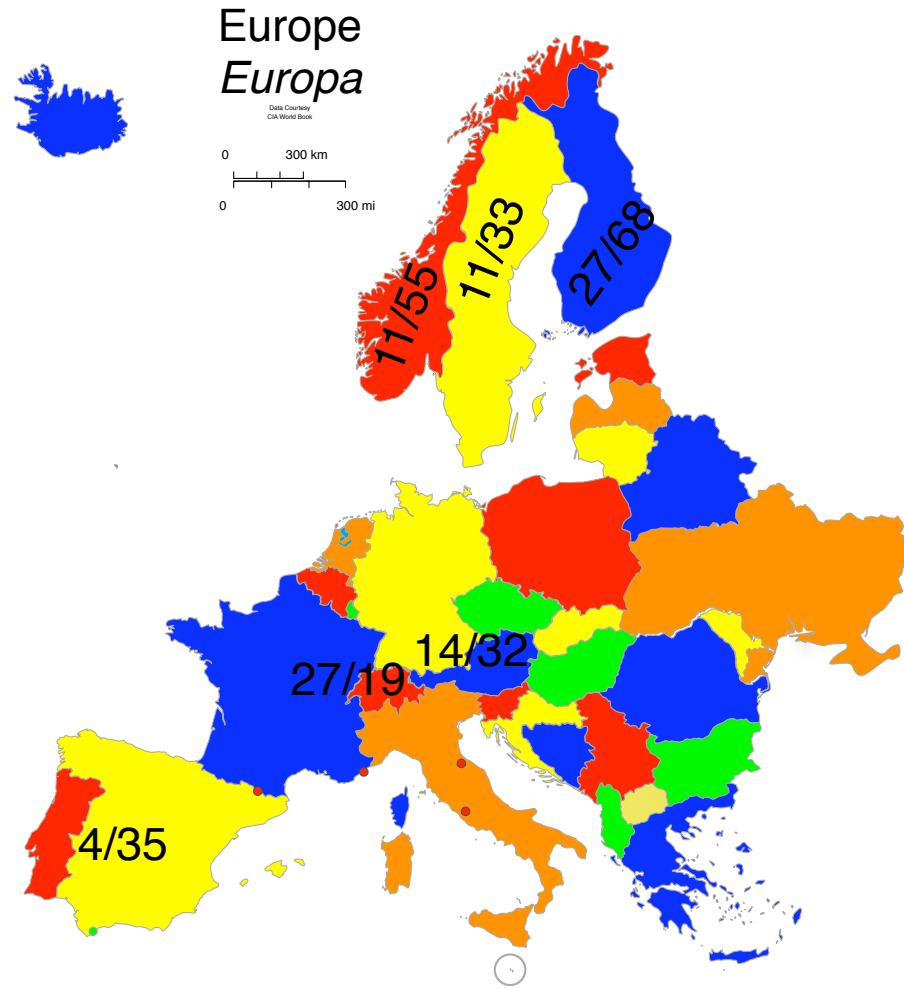 Europe
Europa
Data Courtesy
CIA World Book
0 300 km
0 300 mi
11/33
27/68
11/55
14/32
27/19
4/35